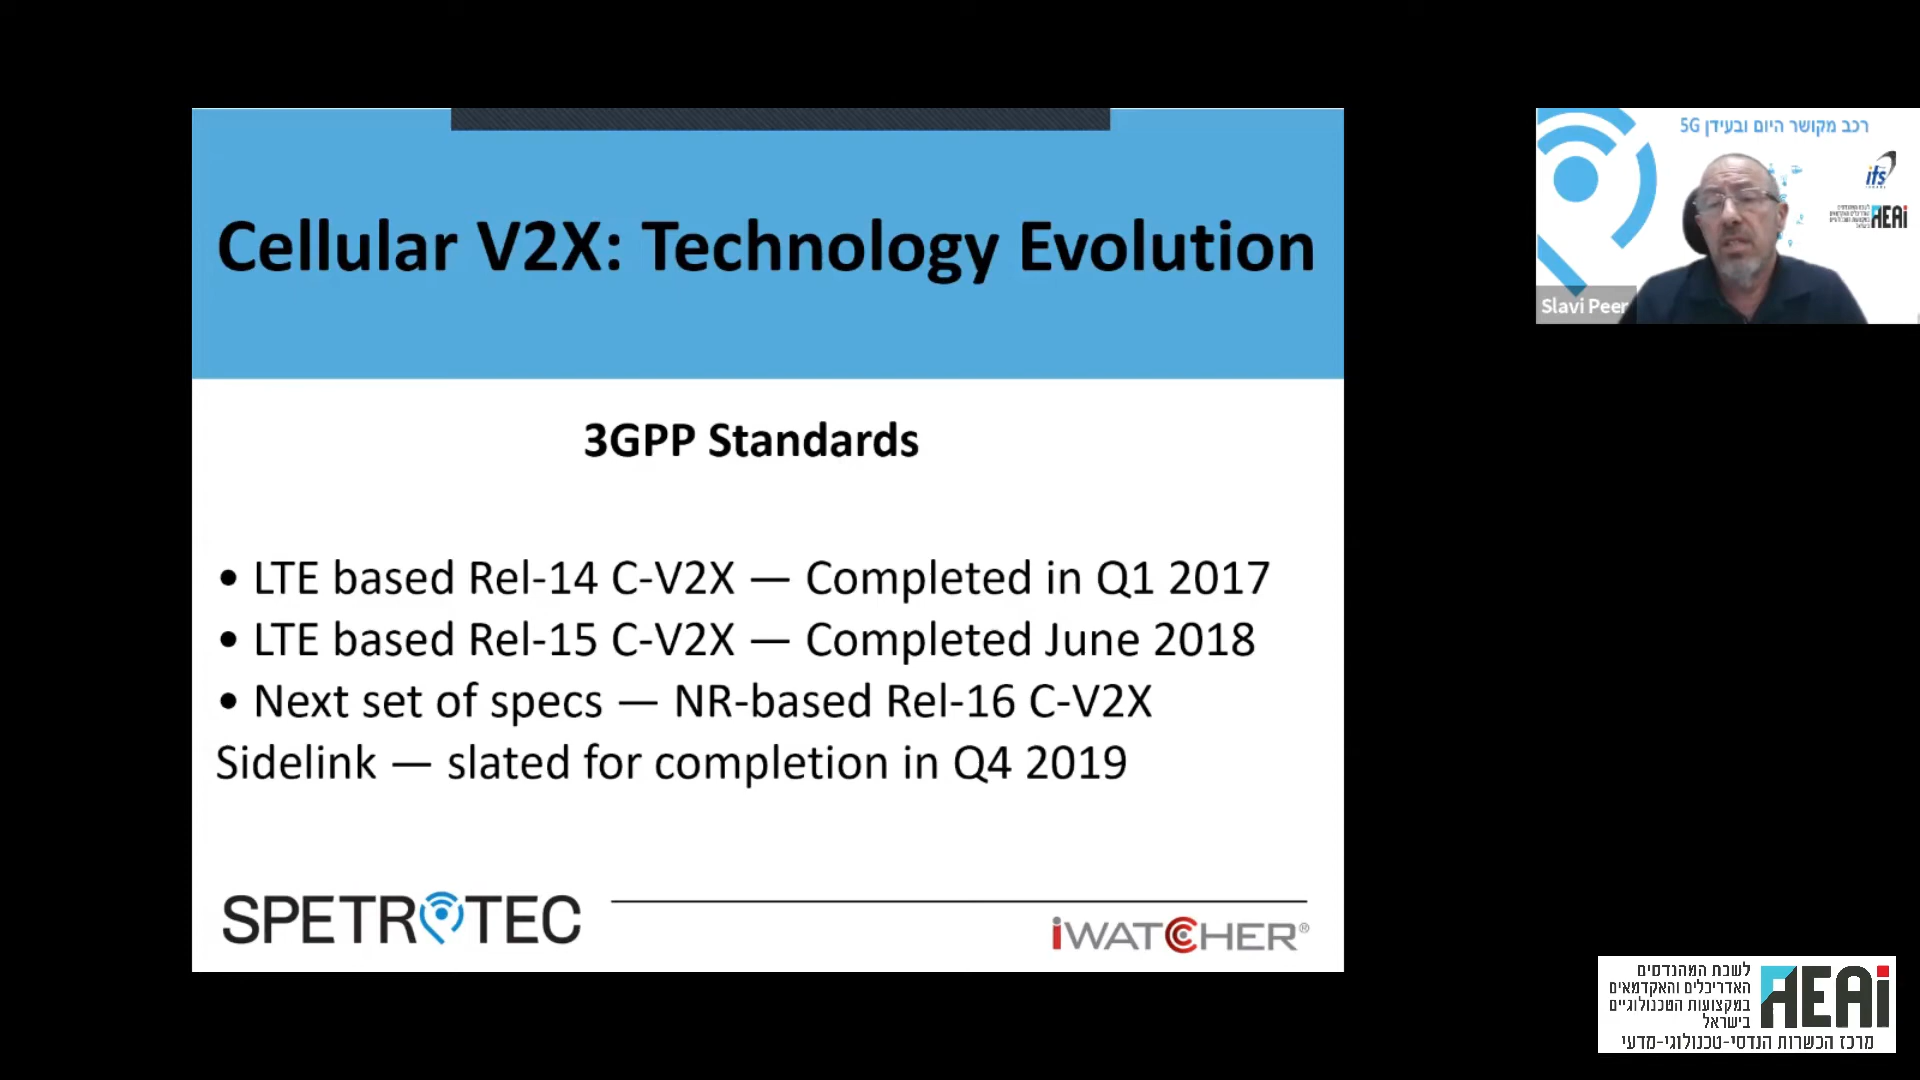 Cellular V2X: Technology Evolution
3GPP Standards
• LTE based Rel-14 C-V2X — Completed in Q1 2017
• LTE based Rel-15 C-V2X — Completed June 2018
• Next set of specs — NR-based Rel-16 C-V2X
Sidelink — slated for completion in Q4 2019
SPETROTEC
iWATCHER®
רכב מקושר היום ובעידן 5G
its
AEAi
Slavi Peer
לשכת המהנדסים
האדריכלים והאקדמאים
במקצועות הטכנולוגיים
בישראל
AEAi
מרכז הכשרות הנדסי-טכנולוגי-מדעי